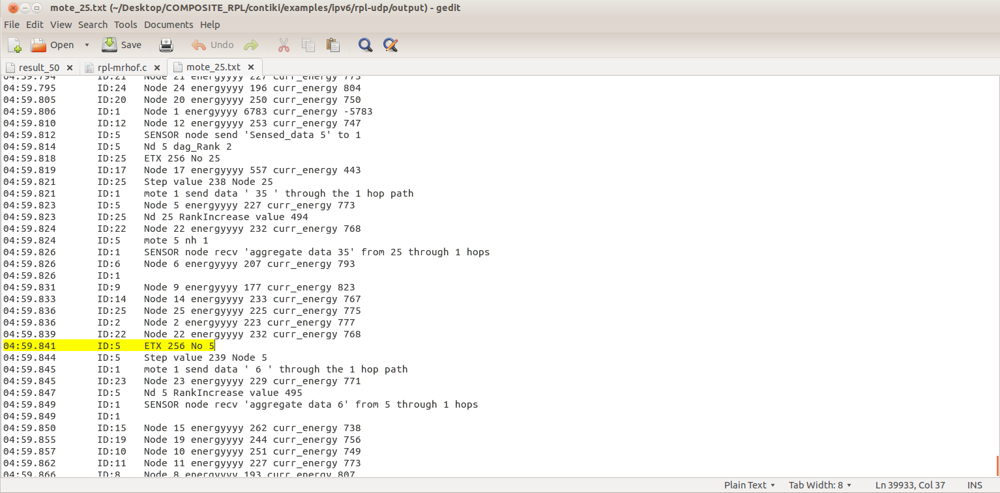 mote_25.txt (~/Desktop/COMPOSITE_RPL/contiki/examples/ipv6/rpl-udp/output) - gedit
File Edit View Search Tools Documents Help
Open Save Undo
result_50 rpl-mrhof.c mote_25.txt
04:59.794 ID:21 Node 21 energyyyy 227 curr_energy 773
04:59.795 ID:24 Node 24 energyyyy 196 curr_energy 804
04:59.805 ID:20 Node 20 energyyyy 250 curr_energy 750
04:59.806 ID:1 Node 1 energyyyy 6783 curr_energy -5783
04:59.810 ID:12 Node 12 energyyyy 253 curr_energy 747
04:59.812 ID:5 SENSOR node send 'Sensed_data 5' to 1
04:59.814 ID:5 Nd 5 dag_Rank 2
04:59.818 ID:25 ETX 256 No 25
04:59.819 ID:17 Node 17 energyyyy 557 curr_energy 443
04:59.821 ID:25 Step value 238 Node 25
04:59.821 ID:1 mote 1 send data ' 35 ' through the 1 hop path
04:59.823 ID:5 Node 5 energyyyy 227 curr_energy 773
04:59.823 ID:25 Nd 25 RankIncrease value 494
04:59.824 ID:22 Node 22 energyyyy 232 curr_energy 768
04:59.824 ID:5 mote 5 nh 1
04:59.826 ID:1 SENSOR node recv 'aggregate data 35' from 25 through 1 hops
04:59.826 ID:6 Node 6 energyyyy 207 curr_energy 793
04:59.826 ID:1
04:59.831 ID:9 Node 9 energyyyy 177 curr_energy 823
04:59.833 ID:14 Node 14 energyyyy 233 curr_energy 767
04:59.836 ID:25 Node 25 energyyyy 225 curr_energy 775
04:59.836 ID:2 Node 2 energyyyy 223 curr_energy 777
04:59.839 ID:22 Node 22 energyyyy 232 curr_energy 768
04:59.841 ID:5 ETX 256 No 5
04:59.844 ID:5 Step value 239 Node 5
04:59.845 ID:1 mote 1 send data ' 6 ' through the 1 hop path
04:59.845 ID:23 Node 23 energyyyy 229 curr_energy 771
04:59.847 ID:5 Nd 5 RankIncrease value 495
04:59.849 ID:1 SENSOR node recv 'aggregate data 6' from 5 through 1 hops
04:59.849 ID:1
04:59.850 ID:15 Node 15 energyyyy 262 curr_energy 738
04:59.855 ID:19 Node 19 energyyyy 244 curr_energy 756
04:59.857 ID:10 Node 10 energyyyy 251 curr_energy 749
04:59.862 ID:11 Node 11 energyyyy 227 curr_energy 773
04:59.866 ID:8 Node 8 energyyyy 193 curr_energy 807
Plain Text Tab Width: 8 Ln 39933, Col 37 INS